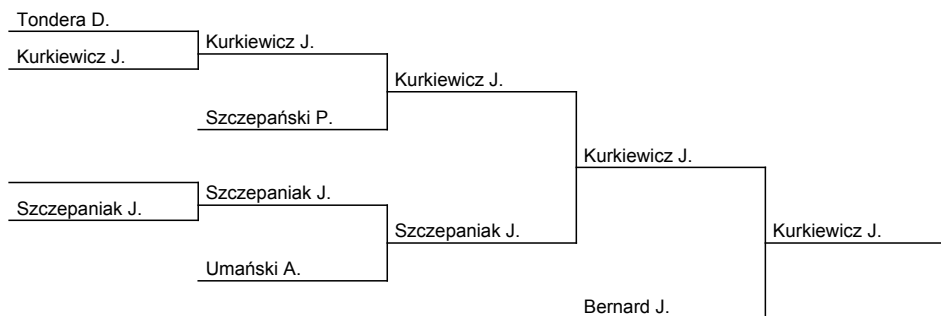 Tondera D.
Kurkiewicz J.
Kurkiewicz J.
Kurkiewicz J.
Szczepański P.
Kurkiewicz J.
Szczepaniak J.
Szczepaniak J.
Szczepaniak J.
Kurkiewicz J.
Umański A.
Bernard J.